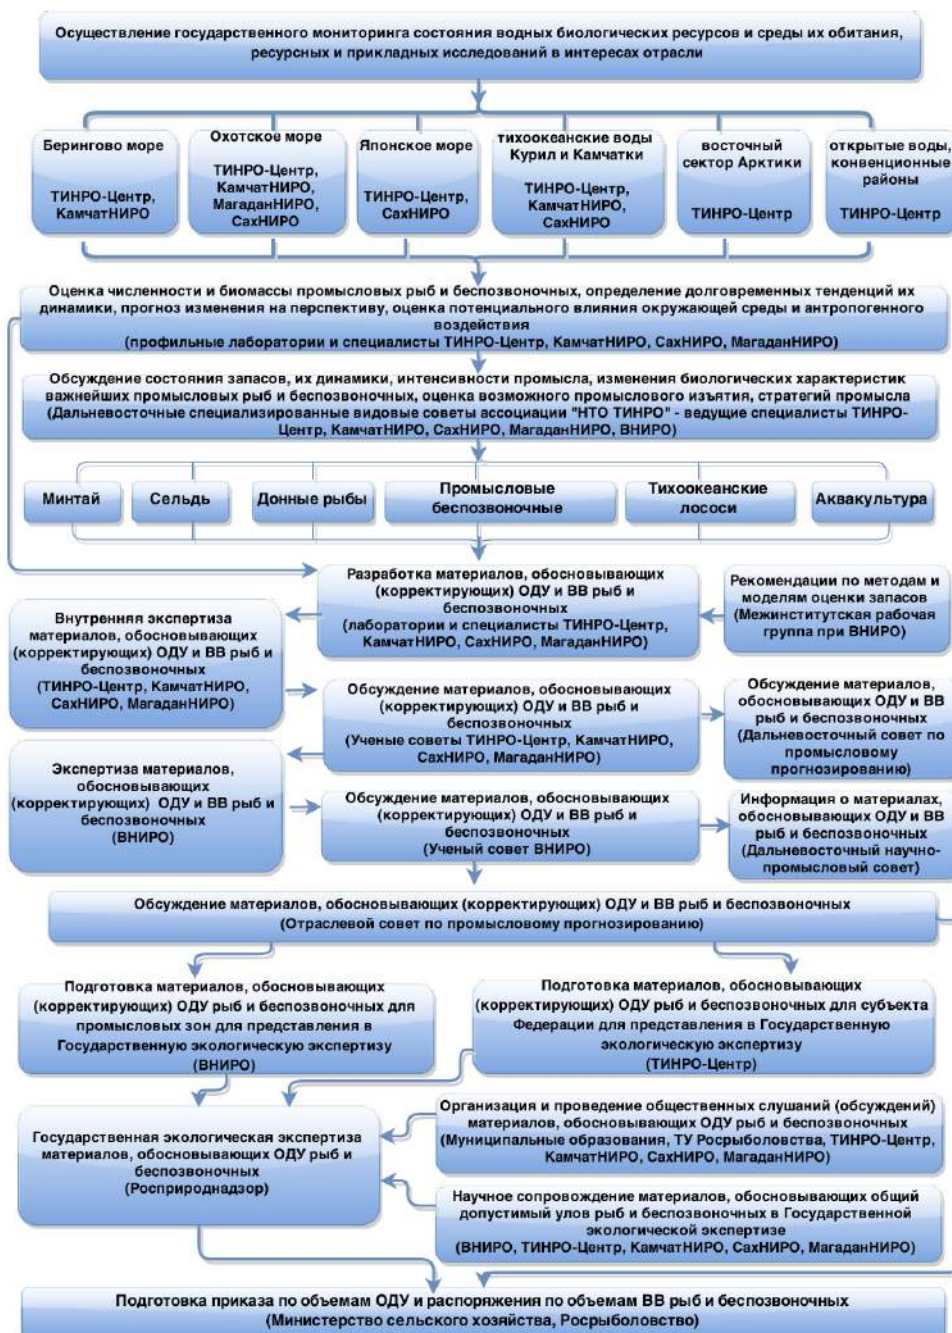 Осуществление государственного мониторинга состояния водных биологических ресурсов и среды их обитания,
ресурсных и прикладных исследований в интересах отрасли
Берингово море
ТИНРО-Центр,
КамчатНИРО
Охотское море
ТИНРО-Центр,
КамчатНИРО,
МагаданНИРО,
СахНИРО
Японское море
ТИНРО-Центр,
СахНИРО
тихоокеанские воды
Курил и Камчатки
ТИНРО-Центр,
КамчатНИРО,
СахНИРО
восточный
сектор Арктики
ТИНРО-Центр
открытые воды,
конвенционные
районы
ТИНРО-Центр
Оценка численности и биомассы промысловых рыб и беспозвоночных, определение долговременных тенденций их
динамики, прогноз изменения на перспективу, оценка потенциального влияния окружающей среды и антропогенного
воздействия
(профильные лаборатории и специалисты ТИНРО-Центр, КамчатНИРО, СахНИРО, МагаданНИРО)
Обсуждение состояния запасов, их динамики, интенсивности промысла, изменения биологических характеристик
важнейших промысловых рыб и беспозвоночных, оценка возможного промыслового изъятия, стратегий промысла
(Дальневосточные специализированные видовые советы ассоциации "НТО ТИНРО" - ведущие специалисты ТИНРО-
Центр, КамчатНИРО, СахНИРО, МагаданНИРО, ВНИРО)
Минтай
Сельдь
Донные рыбы
Промысловые
беспозвоночные
Тихоокеанские
лососи
Аквакультура
Разработка материалов, обосновывающих
(корректирующих) ОДУ и ВВ рыб и
беспозвоночных
(лаборатории и специалисты ТИНРО-Центр,
КамчатНИРО, СахНИРО, МагаданНИРО)
Рекомендации по методам и
моделям оценки запасов
(Межинститутская рабочая
группа при ВНИРО)
Внутренняя экспертиза
материалов, обосновывающих
(корректирующих) ОДУ и ВВ рыб и
беспозвоночных
(ТИНРО-Центр, КамчатНИРО,
СахНИРО, МагаданНИРО)
Обсуждение материалов, обосновывающих
(корректирующих) ОДУ и ВВ рыб и
беспозвоночных
(Ученые советы ТИНРО-Центр, КамчатНИРО,
СахНИРО, МагаданНИРО)
Обсуждение материалов,
обосновывающих ОДУ и ВВ
рыб и беспозвоночных
(Дальневосточный совет по
промысловому
прогнозированию)
Экспертиза материалов,
обосновывающих
(корректирующих) ОДУ и ВВ рыб и
беспозвоночных
(ВНИРО)
Обсуждение материалов, обосновывающих
(корректирующих) ОДУ и ВВ рыб и
беспозвоночных
(Ученый совет ВНИРО)
Информация о материалах,
обосновывающих ОДУ и ВВ
рыб и беспозвоночных
(Дальневосточный научно-
промысловый совет)
Обсуждение материалов, обосновывающих (корректирующих) ОДУ и ВВ рыб и беспозвоночных
(Отраслевой совет по промысловому прогнозированию)
Подготовка материалов, обосновывающих
(корректирующих) ОДУ рыб и беспозвоночных для
промысловых зон для представления в
Государственную экологическую экспертизу
(ВНИРО)
Подготовка материалов, обосновывающих
(корректирующих) ОДУ рыб и беспозвоночных для субъекта
Федерации для представления в Государственную
экологическую экспертизу
(ТИНРО-Центр)
Государственная экологическая экспертиза
материалов, обосновывающих ОДУ рыб и
беспозвоночных
(Росприроднадзор)
Организация и проведение общественных слушаний (обсуждений)
материалов, обосновывающих ОДУ рыб и беспозвоночных
(Муниципальные образования, ТУ Росрыболовства, ТИНРО-Центр,
КамчатНИРО, СахНИРО, МагаданНИРО)
Научное сопровождение материалов, обосновывающих общий
допустимый улов рыб и беспозвоночных в Государственной
экологической экспертизе
(ВНИРО, ТИНРО-Центр, КамчатНИРО, СахНИРО, МагаданНИРО)
Подготовка приказа по объемам ОДУ и распоряжения по объемам ВВ рыб и беспозвоночных
(Министерство сельского хозяйства, Росрыболовство)